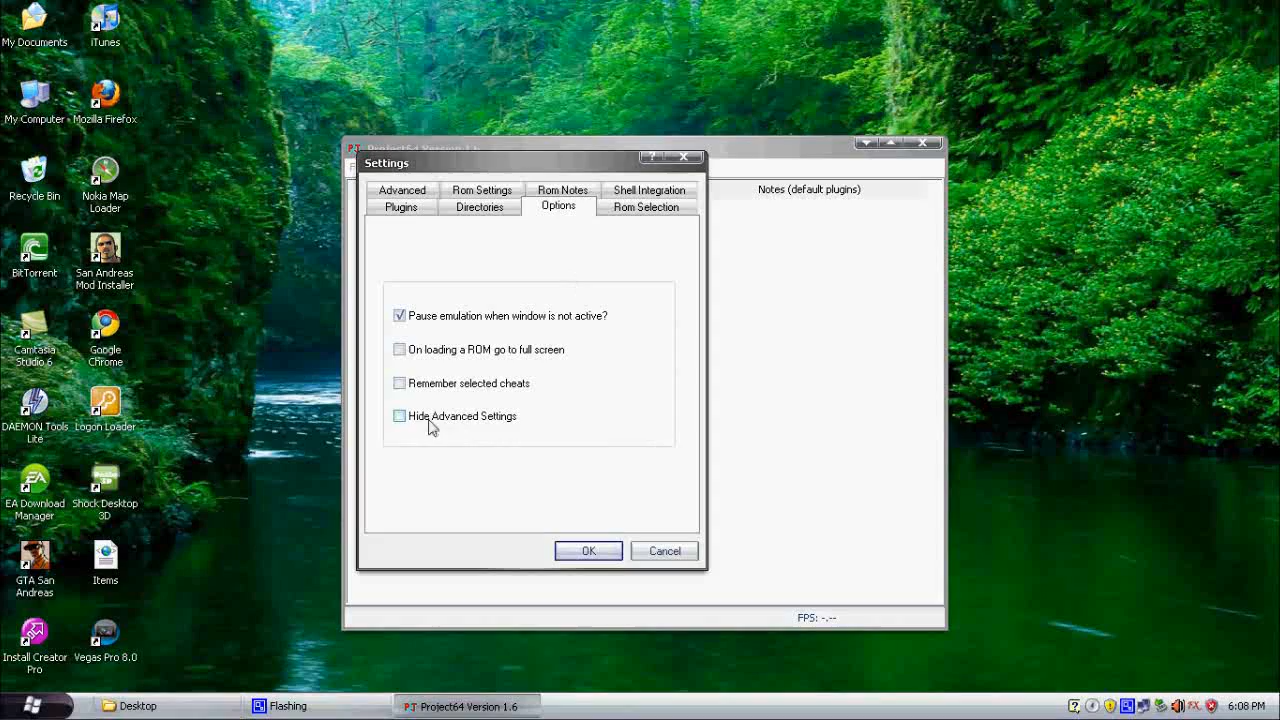 My Documents
iTunes
My Computer
Mozilla Firefox
Recycle Bin
Nokia Map
Loader
BitTorrent
San Andreas
Mod Installer
Camtasia
Studio 6
Google
Chrome
DAEMON Tools
Lite
Logon Loader
EA Download
Manager
Shock Desktop
3D
GTA San
Andreas
Items
Install Creator
Pro
Vegas Pro 8.0
Project64 Version 1.6
Settings
Advanced
Rom Settings
Rom Notes
Shell Integration
Plugins
Directories
Options
Rom Selection
Notes (default plugins)
Pause emulation when window is not active?
On loading a ROM go to full screen
Remember selected cheats
Hide Advanced Settings
OK
Cancel
FPS: -.--
Desktop
Flashing
Project64 Version 1.6
6:08 PM